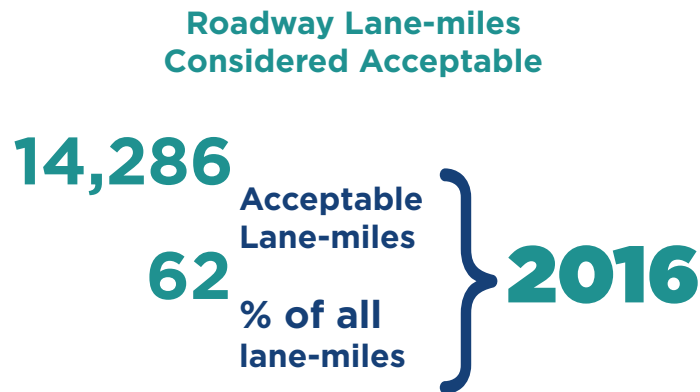 Roadway Lane-miles
Considered Acceptable
14,286
Acceptable
Lane-miles
62
% of all
lane-miles
2016